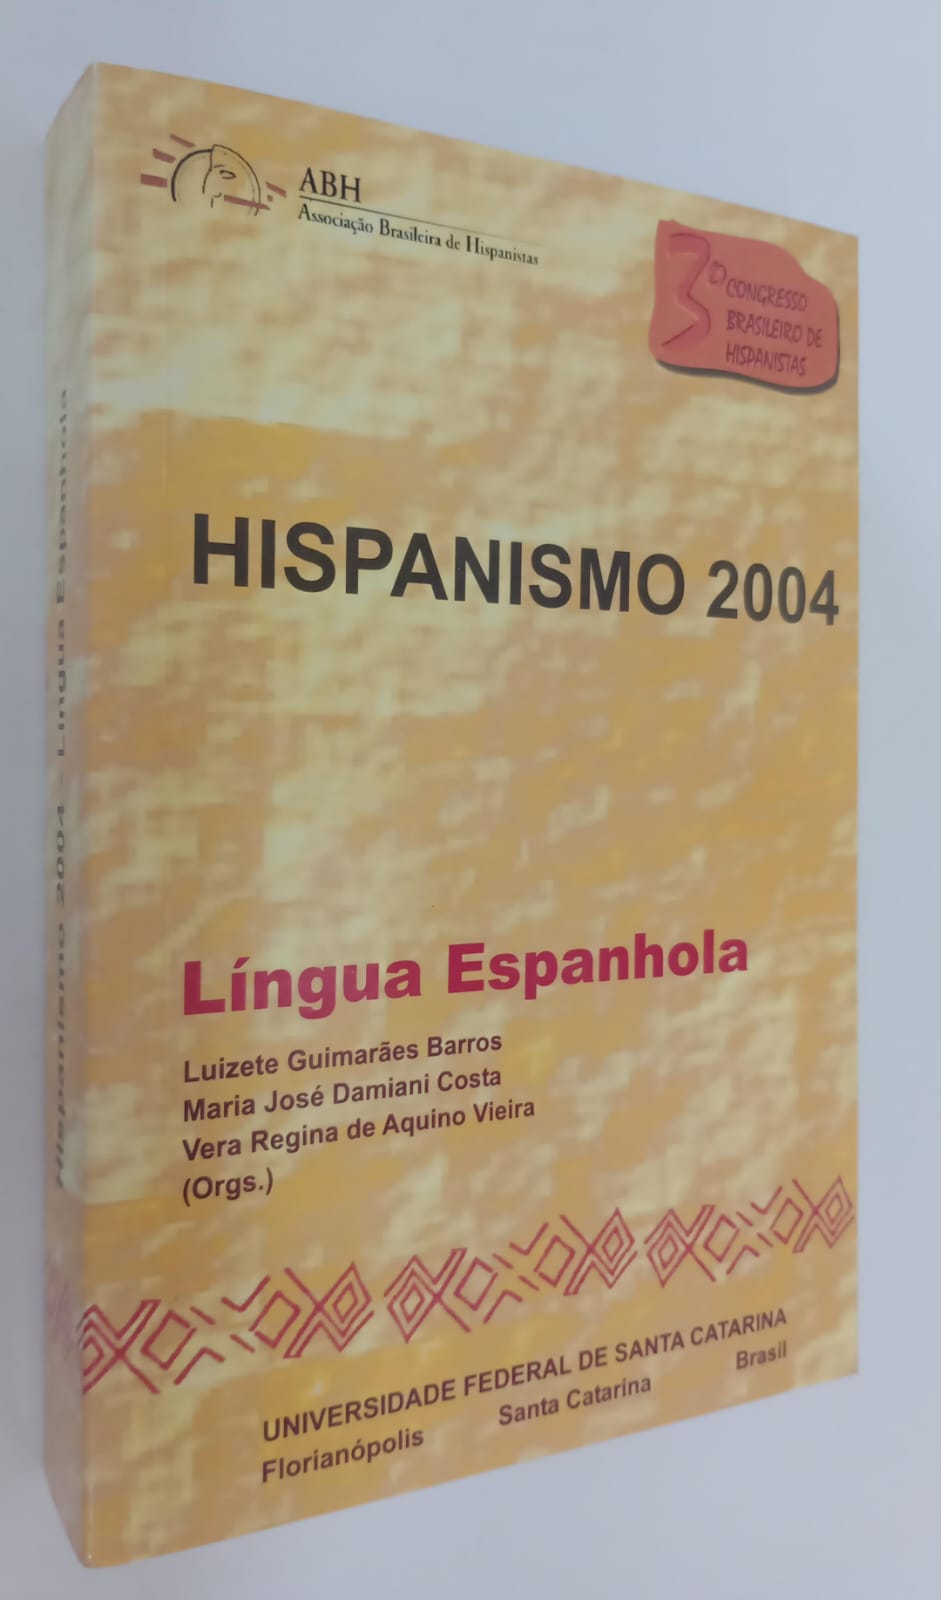 ABH
Associação Brasileira de Hispanistas
3º CONGRESSO
BRASILEIRO DE
HISPANISTAS
HISPANISMO 2004
Língua Espanhola
Luizete Guimarães Barros
Maria José Damiani Costa
Vera Regina de Aquino Vieira
(Orgs.)
UNIVERSIDADE FEDERAL DE SANTA CATARINA
Florianópolis Santa Catarina Brasil
Hispanismo 2004 - Língua Espanhola